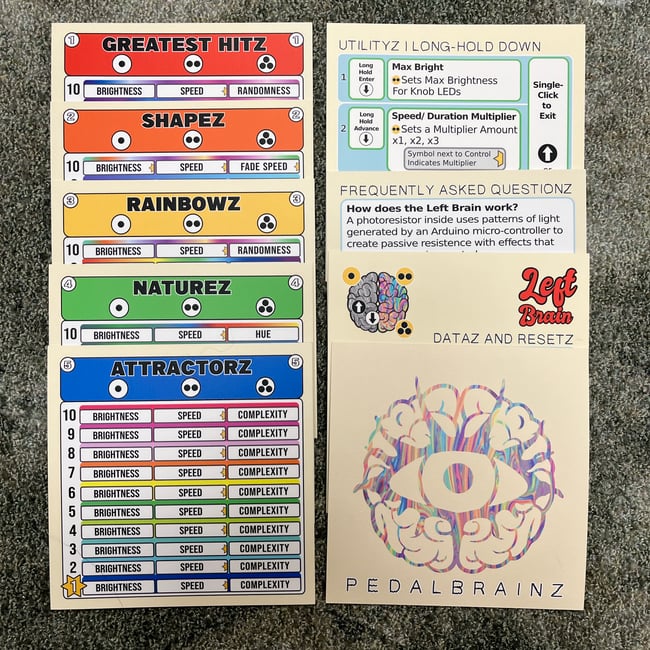 1 GREATEST HITZ 1
10 BRIGHTNESS SPEED RANDOMNESS
2 SHAPEZ 2
10 BRIGHTNESS SPEED FADE SPEED
3 RAINBOWZ 3
10 BRIGHTNESS SPEED RANDOMNESS
4 NATUREZ 4
10 BRIGHTNESS SPEED HUE
5 ATTRACTORZ 5
10 BRIGHTNESS SPEED COMPLEXITY
9 BRIGHTNESS SPEED COMPLEXITY
8 BRIGHTNESS SPEED COMPLEXITY
7 BRIGHTNESS SPEED COMPLEXITY
6 BRIGHTNESS SPEED COMPLEXITY
5 BRIGHTNESS SPEED COMPLEXITY
4 BRIGHTNESS SPEED COMPLEXITY
3 BRIGHTNESS SPEED COMPLEXITY
2 BRIGHTNESS SPEED COMPLEXITY
1 BRIGHTNESS SPEED COMPLEXITY
UTILITYZ | LONG-HOLD DOWN
1
Long
Hold
Enter
Max Bright
Sets Max Brightness
For Knob LEDs
2
Long
Hold
Advance
Speed/ Duration Multiplier
Sets a Multiplier Amount
x1, x2, x3
Symbol next to Control
Indicates Multiplier
Single-
Click
to
Exit
FREQUENTLY ASKED QUESTIONZ
How does the Left Brain work?
A photoresistor inside uses patterns of light
generated by an Arduino micro-controller to
create passive resistence with effects that
Left
Brain
DATAZ AND RESETZ
PEDALBRAINZ